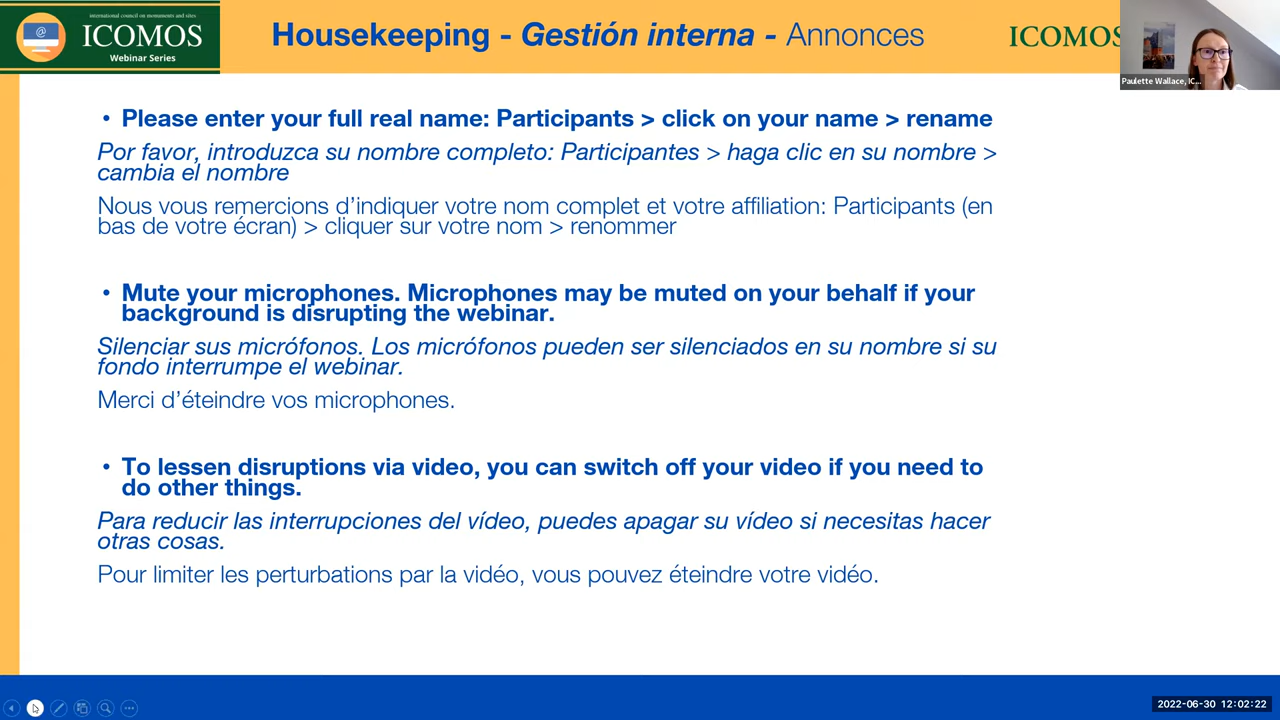 international council on monuments and sites
ICOMOS
Webinar Series
@
Housekeeping - Gestión interna - Annonces
ICOMOS
Paulette Wallace, IC...
• Please enter your full real name: Participants > click on your name > rename
Por favor, introduzca su nombre completo: Participantes > haga clic en su nombre >
cambia el nombre
Nous vous remercions d’indiquer votre nom complet et votre affiliation: Participants (en
bas de votre écran) > cliquer sur votre nom > renommer
• Mute your microphones. Microphones may be muted on your behalf if your
background is disrupting the webinar.
Silenciar sus micrófonos. Los micrófonos pueden ser silenciados en su nombre si su
fondo interrumpe el webinar.
Merci d’éteindre vos microphones.
• To lessen disruptions via video, you can switch off your video if you need to
do other things.
Para reducir las interrupciones del vídeo, puedes apagar su vídeo si necesitas hacer
otras cosas.
Pour limiter les perturbations par la vidéo, vous pouvez éteindre votre vidéo.
2022-06-30 12:02:22